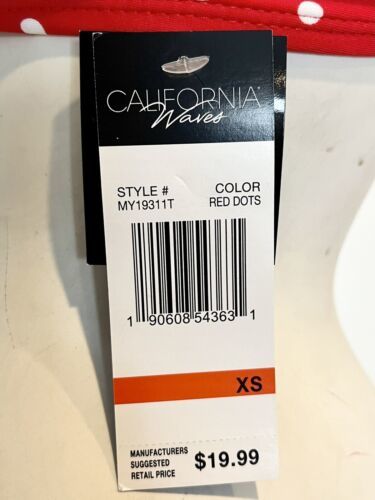 CALIFORNIA
Waves
STYLE # COLOR
MY19311T RED DOTS
1 90608 54363 1
XS
MANUFACTURERS
SUGGESTED
RETAIL PRICE
$19.99